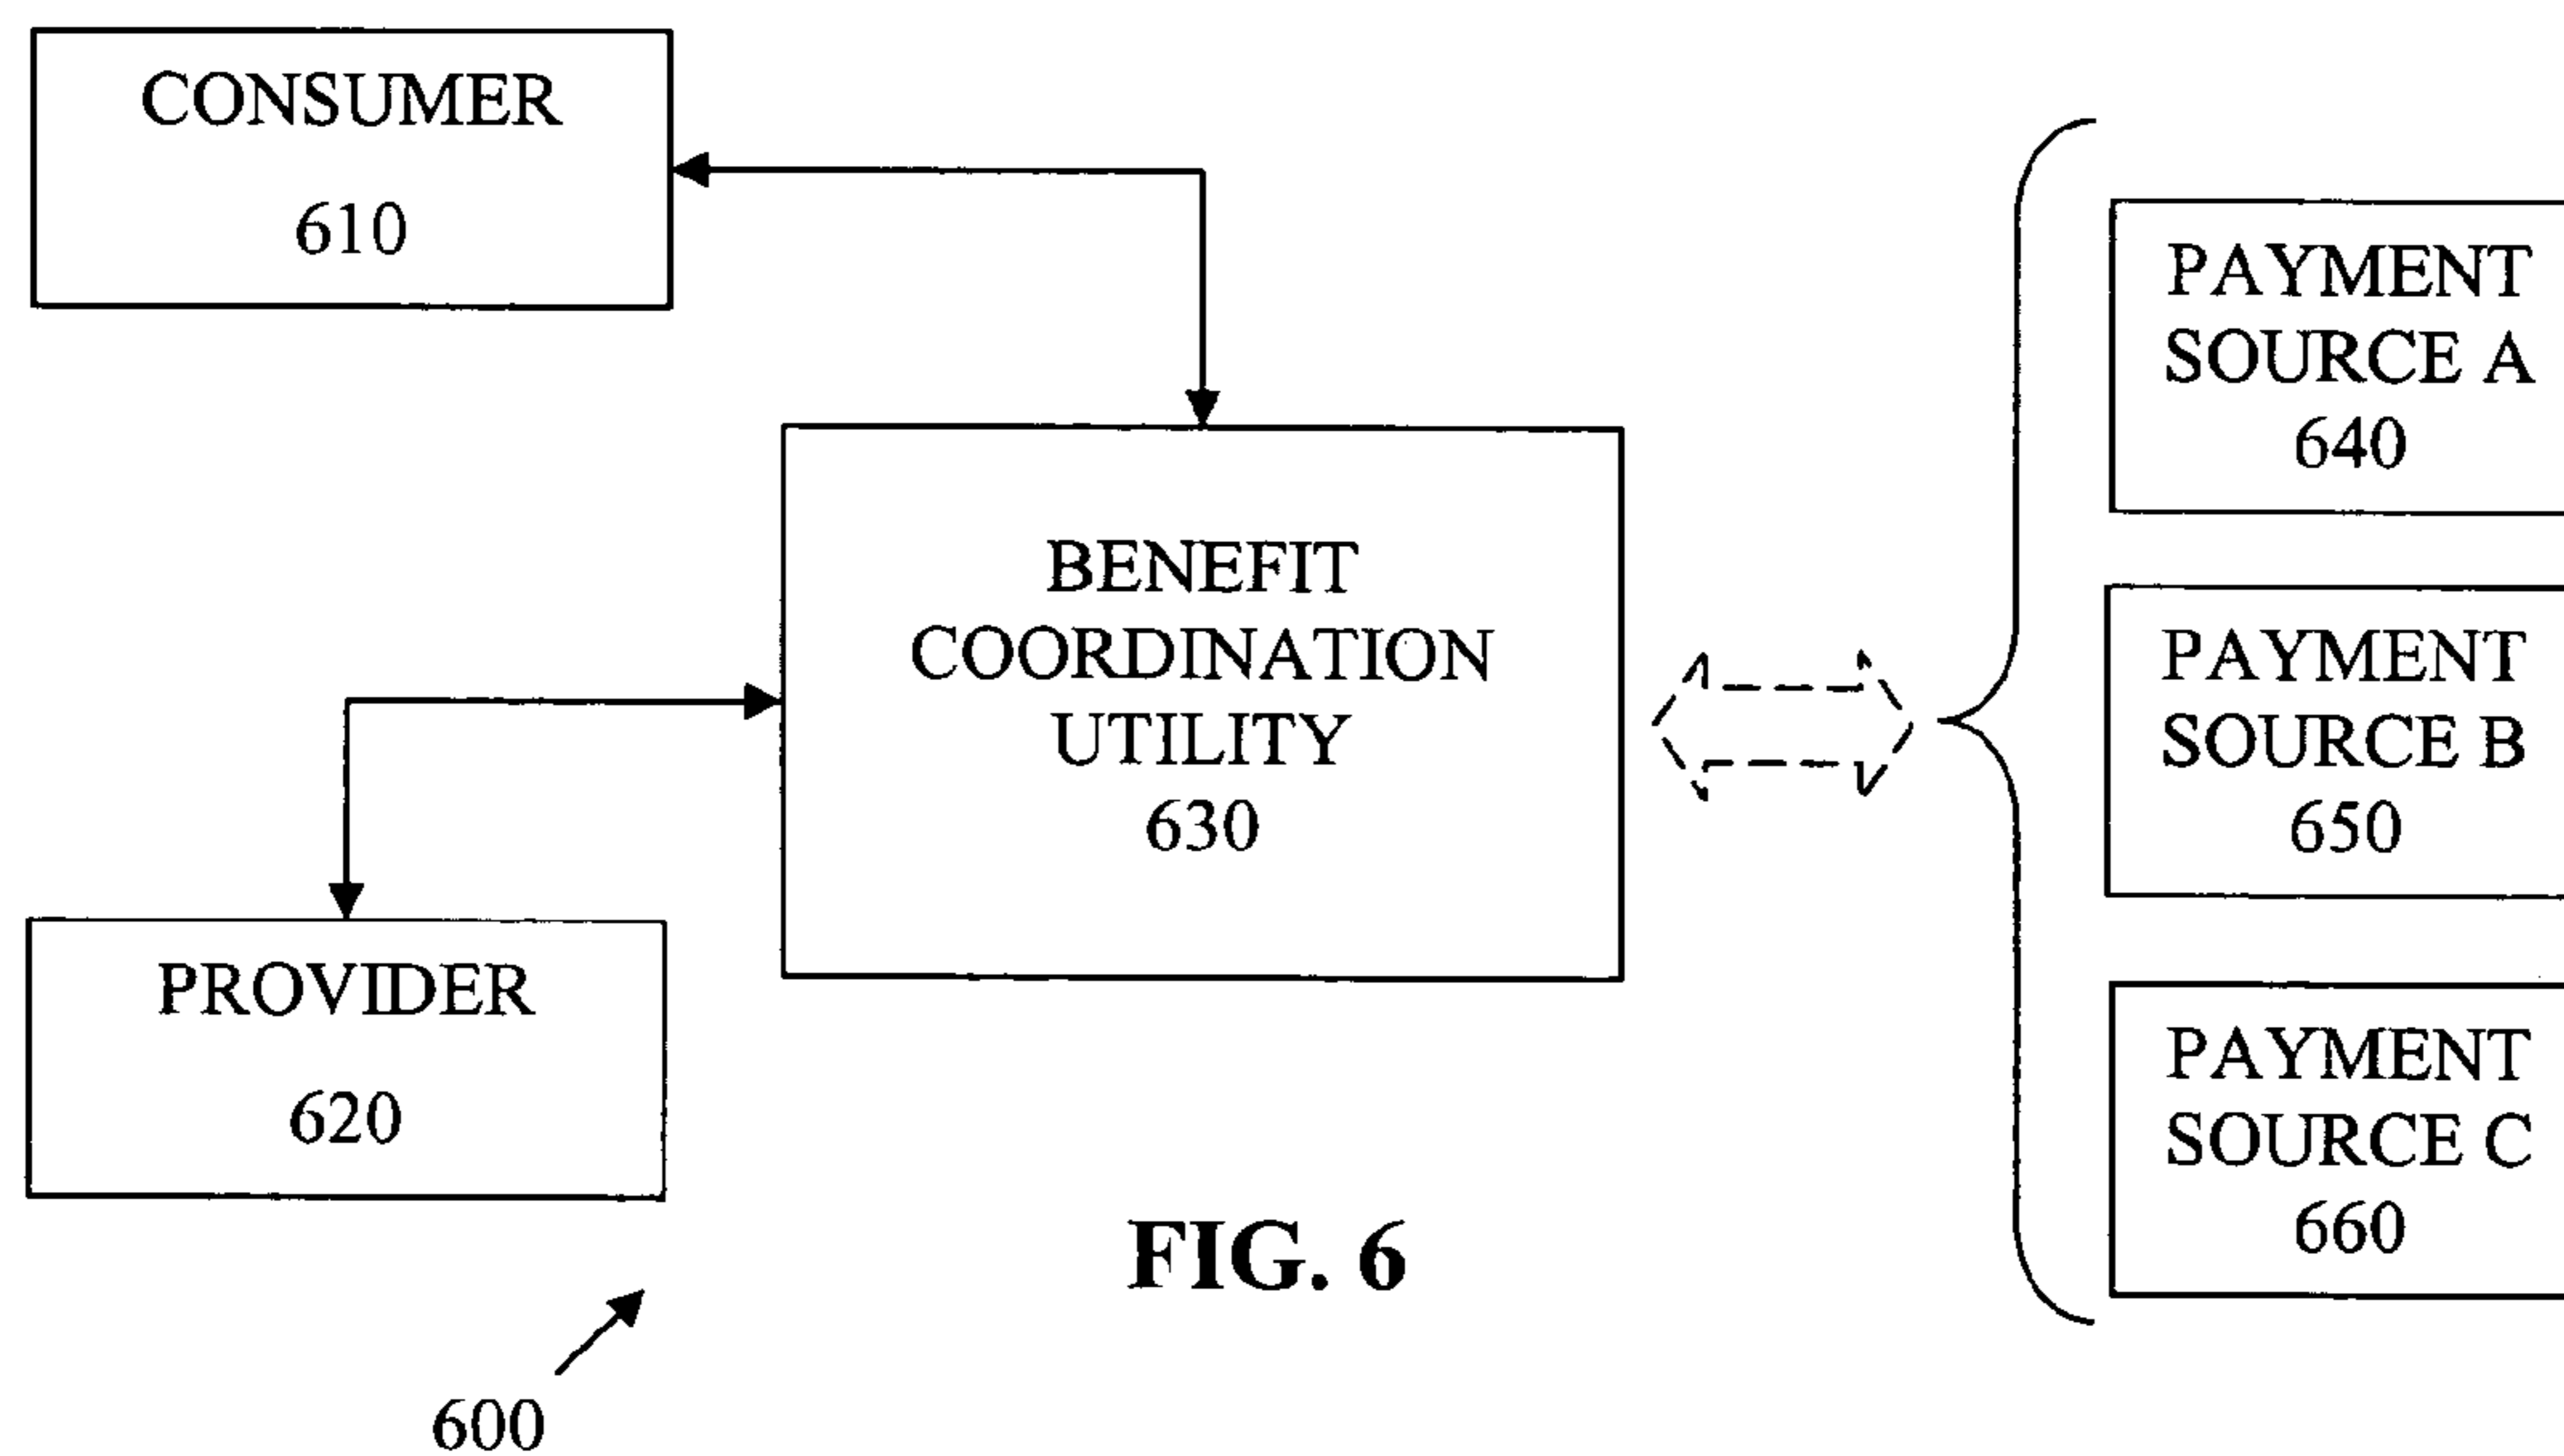 CONSUMER
610
BENEFIT
COORDINATION
UTILITY
630
PROVIDER
620
PAYMENT
SOURCE A
640
PAYMENT
SOURCE B
650
PAYMENT
SOURCE C
660
FIG. 6
600